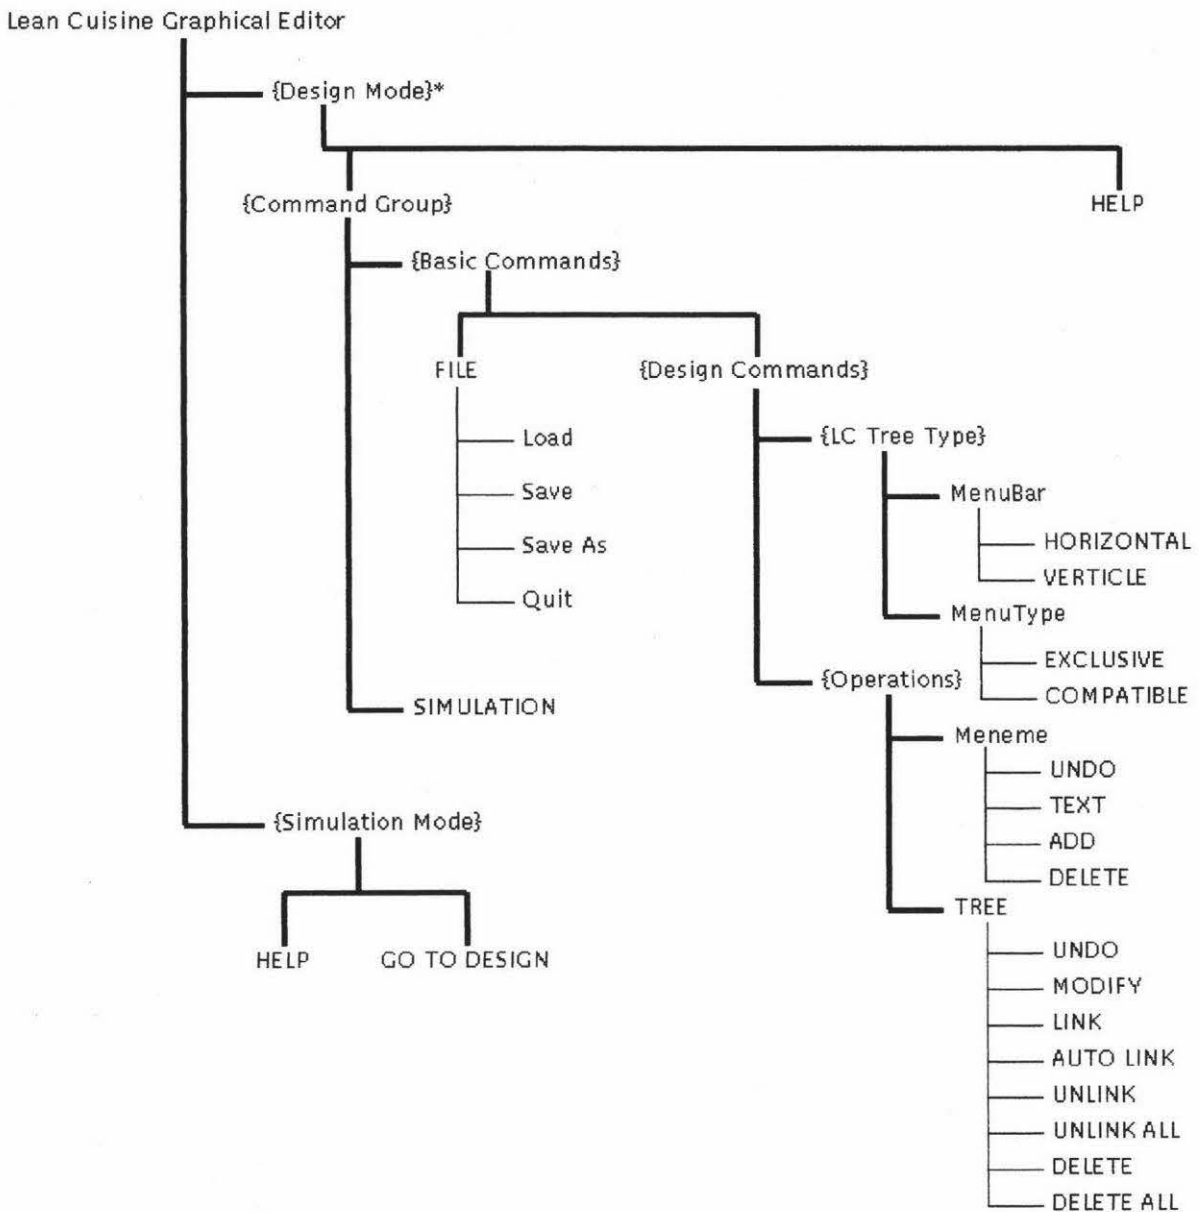 Lean Cuisine Graphical Editor
{Design Mode}*
{Command Group}
HELP
{Basic Commands}
FILE
{Design Commands}
Load
Save
Save As
Quit
{LC Tree Type}
MenuBar
HORIZONTAL
VERTICLE
MenuType
EXCLUSIVE
COMPATIBLE
{Operations}
SIMULATION
Meneme
UNDO
TEXT
ADD
DELETE
TREE
UNDO
MODIFY
LINK
AUTO LINK
UNLINK
UNLINK ALL
DELETE
DELETE ALL
{Simulation Mode}
HELP
GO TO DESIGN